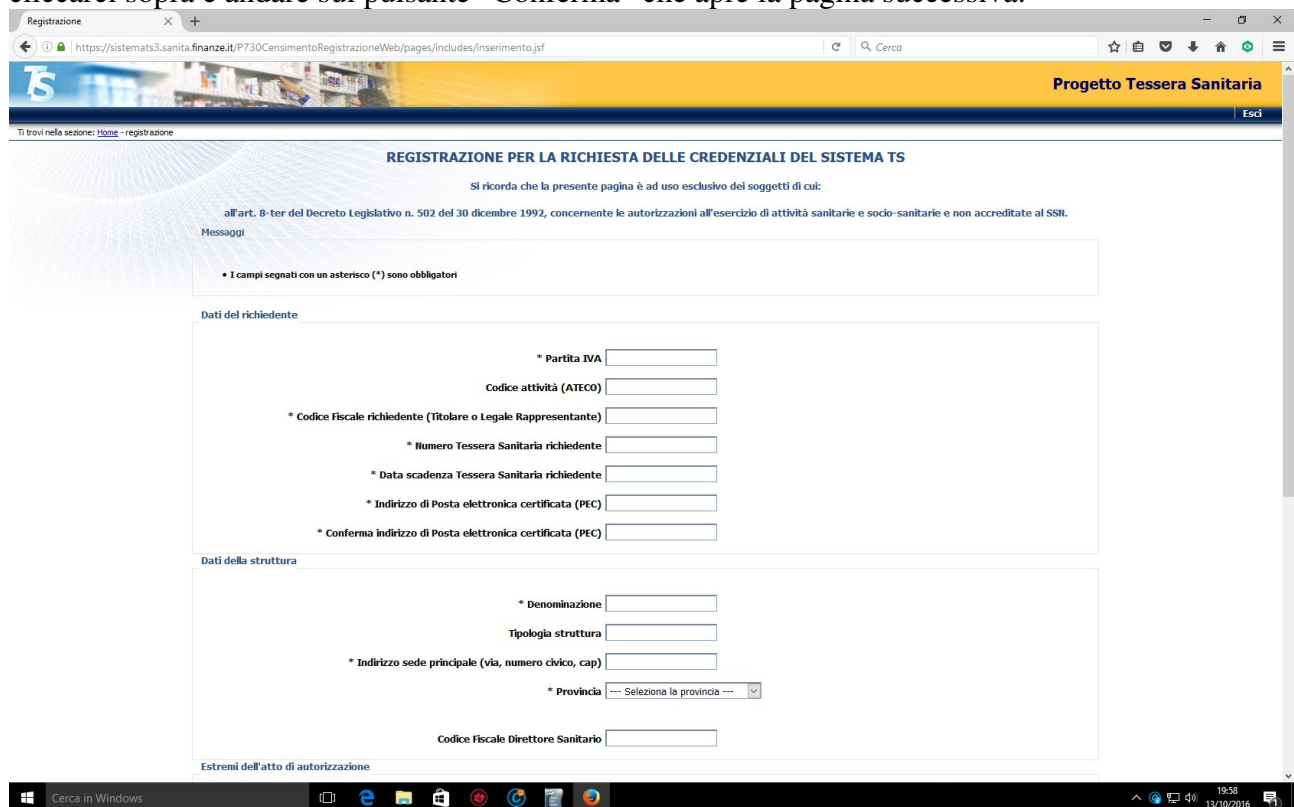 cliccarci sopra e andare sul pulsante "Conferma" che apre la pagina successiva.
Registrazione
https://sistemats3.sanita.finanze.it/P730CensimentoRegistrazioneWeb/pages/includes/inserimento.jsf
Cerca
TS
Progetto Tessera Sanitaria
Esci
Ti trovi nella sezione: Home - registrazione
REGISTRAZIONE PER LA RICHIESTA DELLE CREDENZIALI DEL SISTEMA TS
Si ricorda che la presente pagina è ad uso esclusivo dei soggetti di cui:
all'art. 8-ter del Decreto Legislativo n. 502 del 30 dicembre 1992, concernente le autorizzazioni all'esercizio di attività sanitarie e socio-sanitarie e non accreditate al SSN.
Messaggi
• I campi segnati con un asterisco (*) sono obbligatori
Dati del richiedente
* Partita IVA
Codice attività (ATECO)
* Codice Fiscale richiedente (Titolare o Legale Rappresentante)
* Numero Tessera Sanitaria richiedente
* Data scadenza Tessera Sanitaria richiedente
* Indirizzo di Posta elettronica certificata (PEC)
* Conferma indirizzo di Posta elettronica certificata (PEC)
Dati della struttura
* Denominazione
Tipologia struttura
* Indirizzo sede principale (via, numero civico, cap)
* Provincia --- Seleziona la provincia ---
Codice Fiscale Direttore Sanitario
Estremi dell'atto di autorizzazione
Cerca in Windows
19:58
13/10/2016